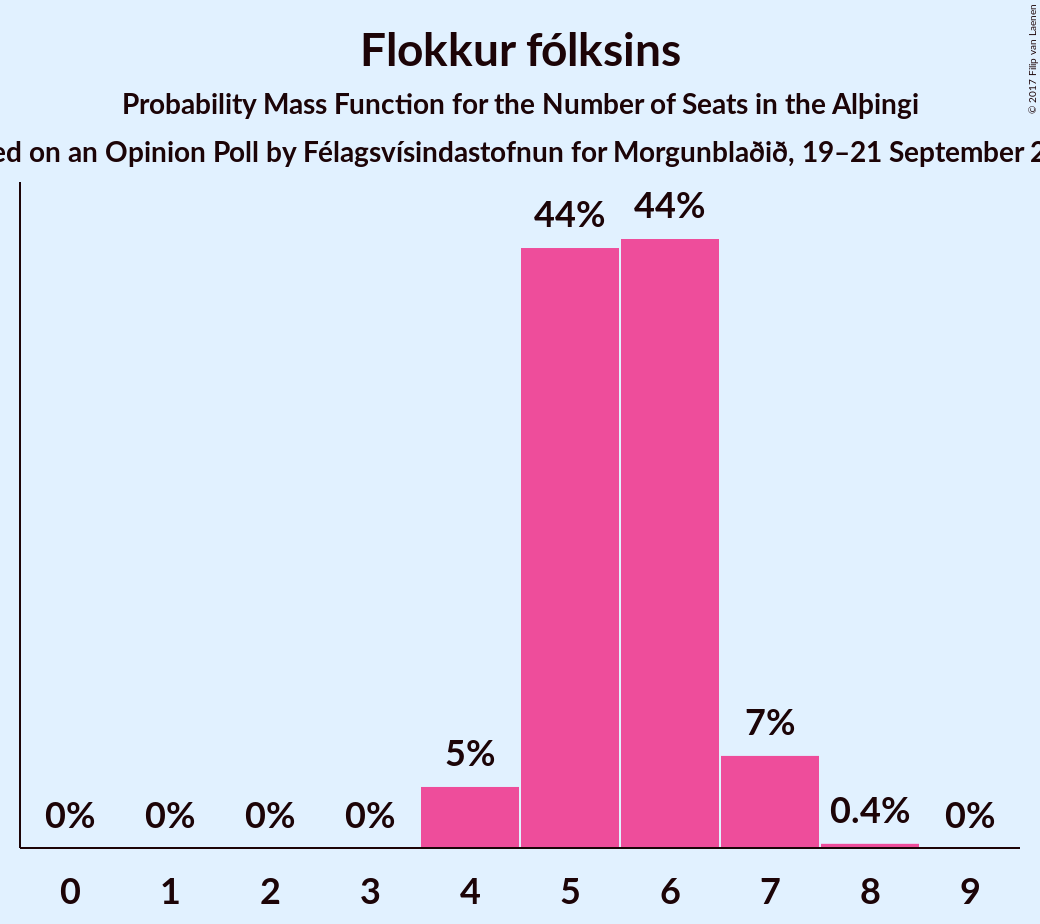 Flokkur fólksins
Probability Mass Function for the Number of Seats in the Alþingi
on an Opinion Poll by Félagsvísindastofnun for Morgunblaðið, 19–21 September
© 2017 Filip van Laenen
44% 44%
7%
5%
0% 0% 0% 0% 0.4% 0%
0 1 2 3 4 5 6 7 8 9